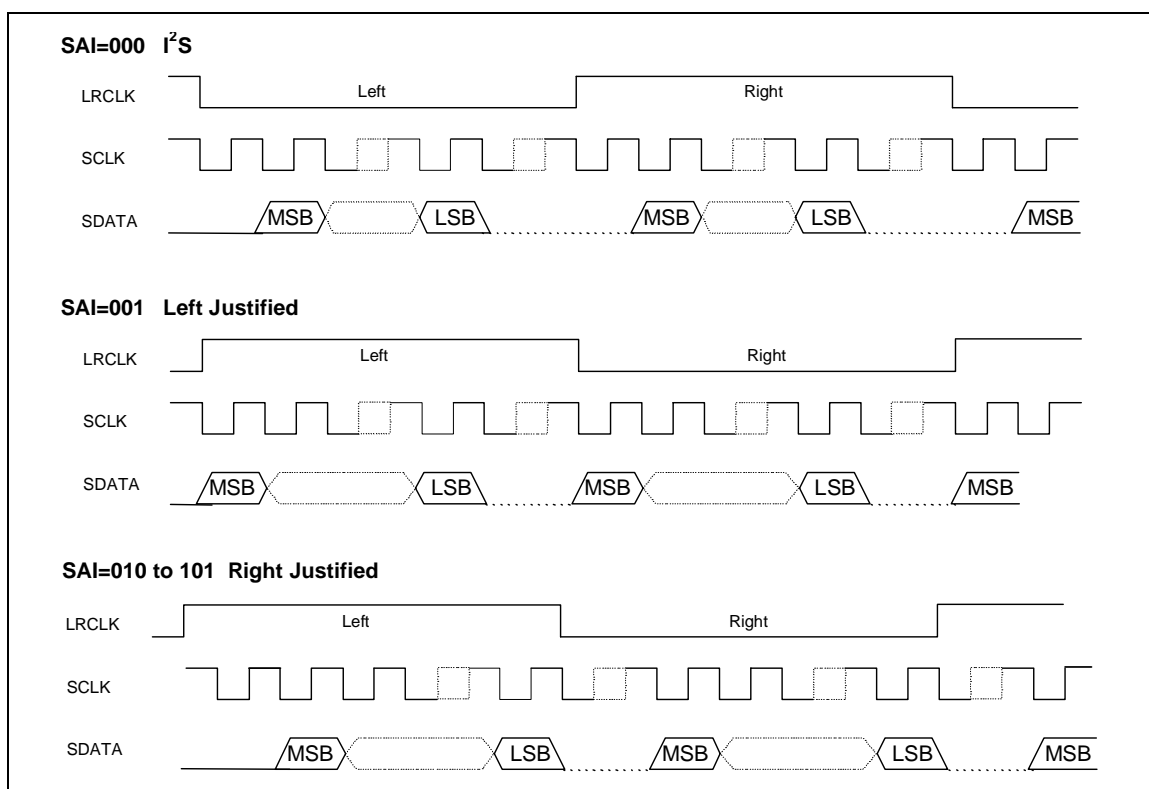 SAI=000 I²S
LRCLK Left Right
SCLK
SDATA MSB LSB MSB LSB MSB
SAI=001 Left Justified
LRCLK Left Right
SCLK
SDATA MSB LSB MSB LSB MSB
SAI=010 to 101 Right Justified
LRCLK Left Right
SCLK
SDATA MSB LSB MSB LSB MSB